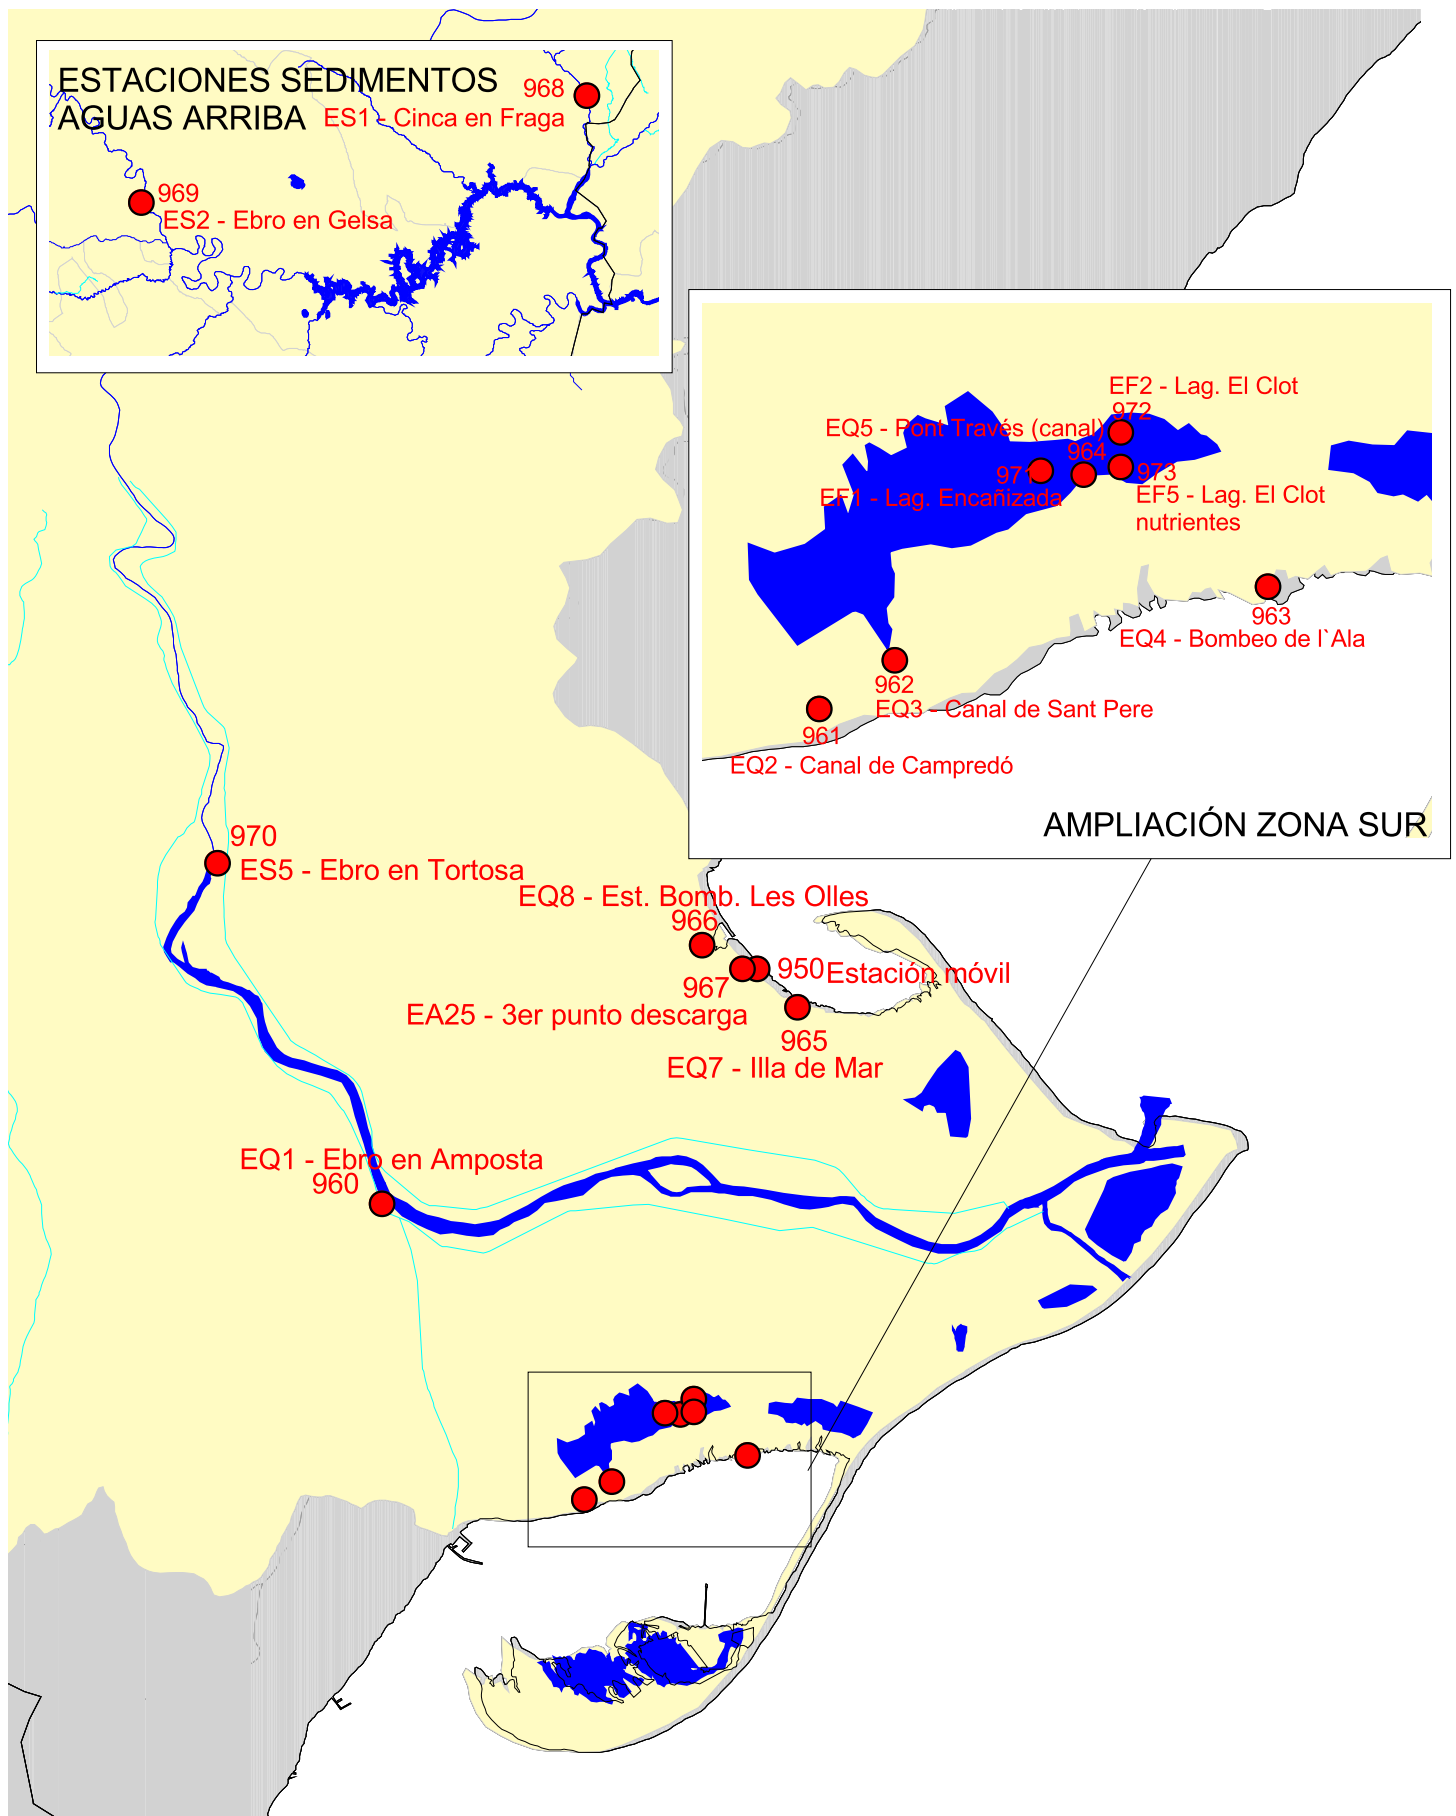 ESTACIONES SEDIMENTOS
AGUAS ARRIBA
968
ES1 - Cinca en Fraga
969
ES2 - Ebro en Gelsa
EF2 - Lag. El Clot
972
EQ5 - Pont Través (canal)
964
971
973
EF1 - Lag. Encañizada
EF5 - Lag. El Clot
nutrientes
963
EQ4 - Bombeo de l`Ala
962
EQ3 - Canal de Sant Pere
961
EQ2 - Canal de Campredó
AMPLIACIÓN ZONA SUR
970
ES5 - Ebro en Tortosa
EQ8 - Est. Bomb. Les Olles
966
950 Estación móvil
967
EA25 - 3er punto descarga
965
EQ7 - Illa de Mar
EQ1 - Ebro en Amposta
960